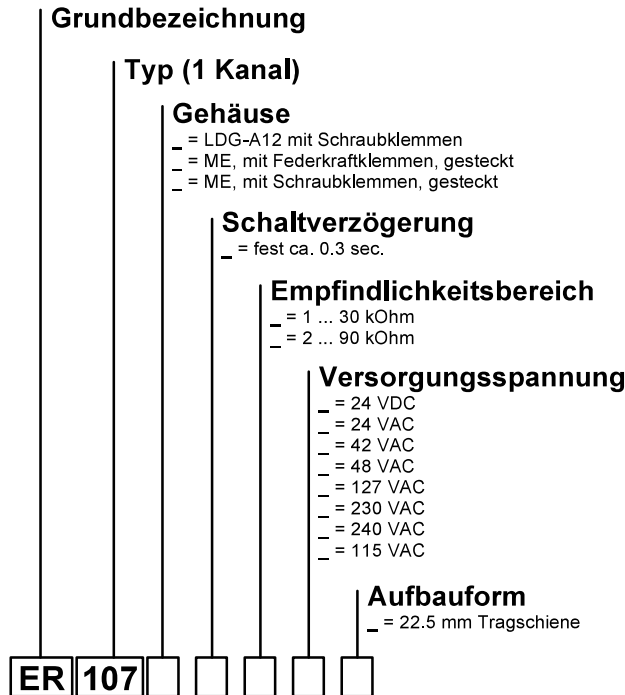 Grundbezeichnung
Typ (1 Kanal)
Gehäuse
_ = LDG-A12 mit Schraubklemmen
_ = ME, mit Federkraftklemmen, gesteckt
_ = ME, mit Schraubklemmen, gesteckt
Schaltverzögerung
_ = fest ca. 0.3 sec.
Empfindlichkeitsbereich
_ = 1 ... 30 kOhm
_ = 2 ... 90 kOhm
Versorgungsspannung
_ = 24 VDC
_ = 24 VAC
_ = 42 VAC
_ = 48 VAC
_ = 127 VAC
_ = 230 VAC
_ = 240 VAC
_ = 115 VAC
Aufbauform
_ = 22.5 mm Tragschiene
ER 107